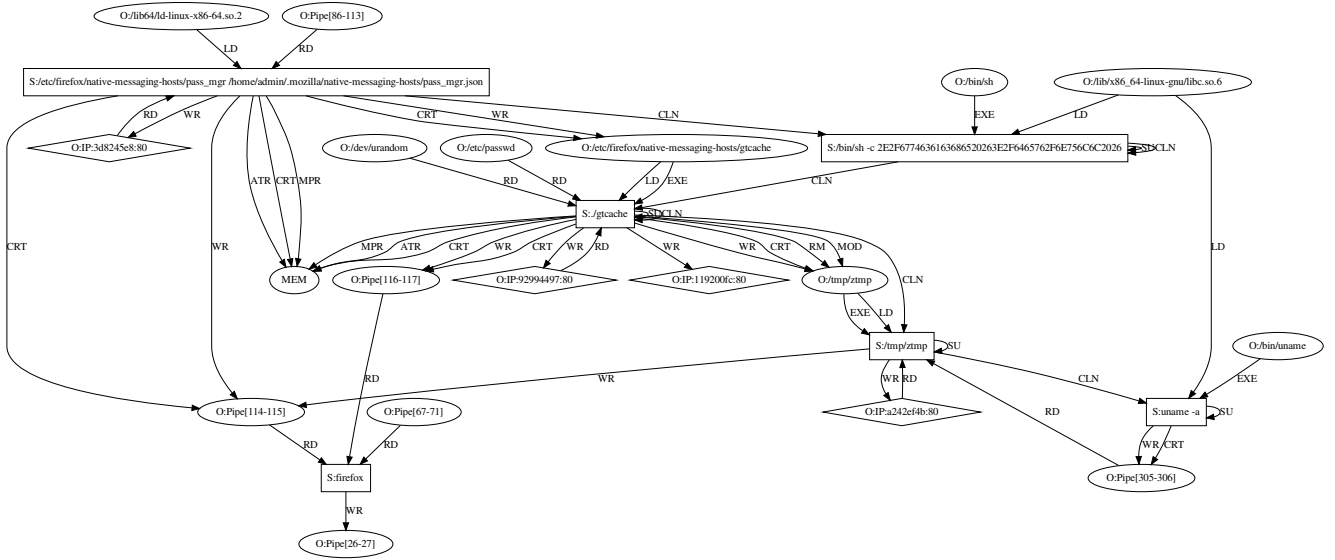 O:/lib64/ld-linux-x86-64.so.2
O:Pipe[86-113]
LD
RD
S:/etc/firefox/native-messaging-hosts/pass_mgr /home/admin/.mozilla/native-messaging-hosts/pass_mgr.json
O:/bin/sh
O:/lib/x86_64-linux-gnu/libc.so.6
RD
WR
CRT
WR
CLN
EXE
LD
O:IP:3d8245e8:80
O:/dev/urandom
O:/etc/passwd
O:/etc/firefox/native-messaging-hosts/gtcache
S:/bin/sh -c 2E2F6774636163686520263E2F6465762F6E756C6C2026
SU
CLN
ATR
CRT
MPR
RD
RD
LD
EXE
CLN
S:./gtcache
SU
CLN
CRT
WR
MPR
ATR
CRT
WR
CRT
WR
RD
WR
WR
CRT
RM
MOD
CLN
LD
MEM
O:Pipe[116-117]
O:IP:92994497:80
O:IP:119200fc:80
O:/tmp/ztmp
EXE
LD
S:/tmp/ztmp
SU
O:/bin/uname
RD
WR
WR
RD
CLN
EXE
O:Pipe[114-115]
O:Pipe[67-71]
O:IP:a242ef4b:80
RD
S:uname -a
SU
RD
RD
WR
CRT
S:firefox
O:Pipe[305-306]
WR
O:Pipe[26-27]